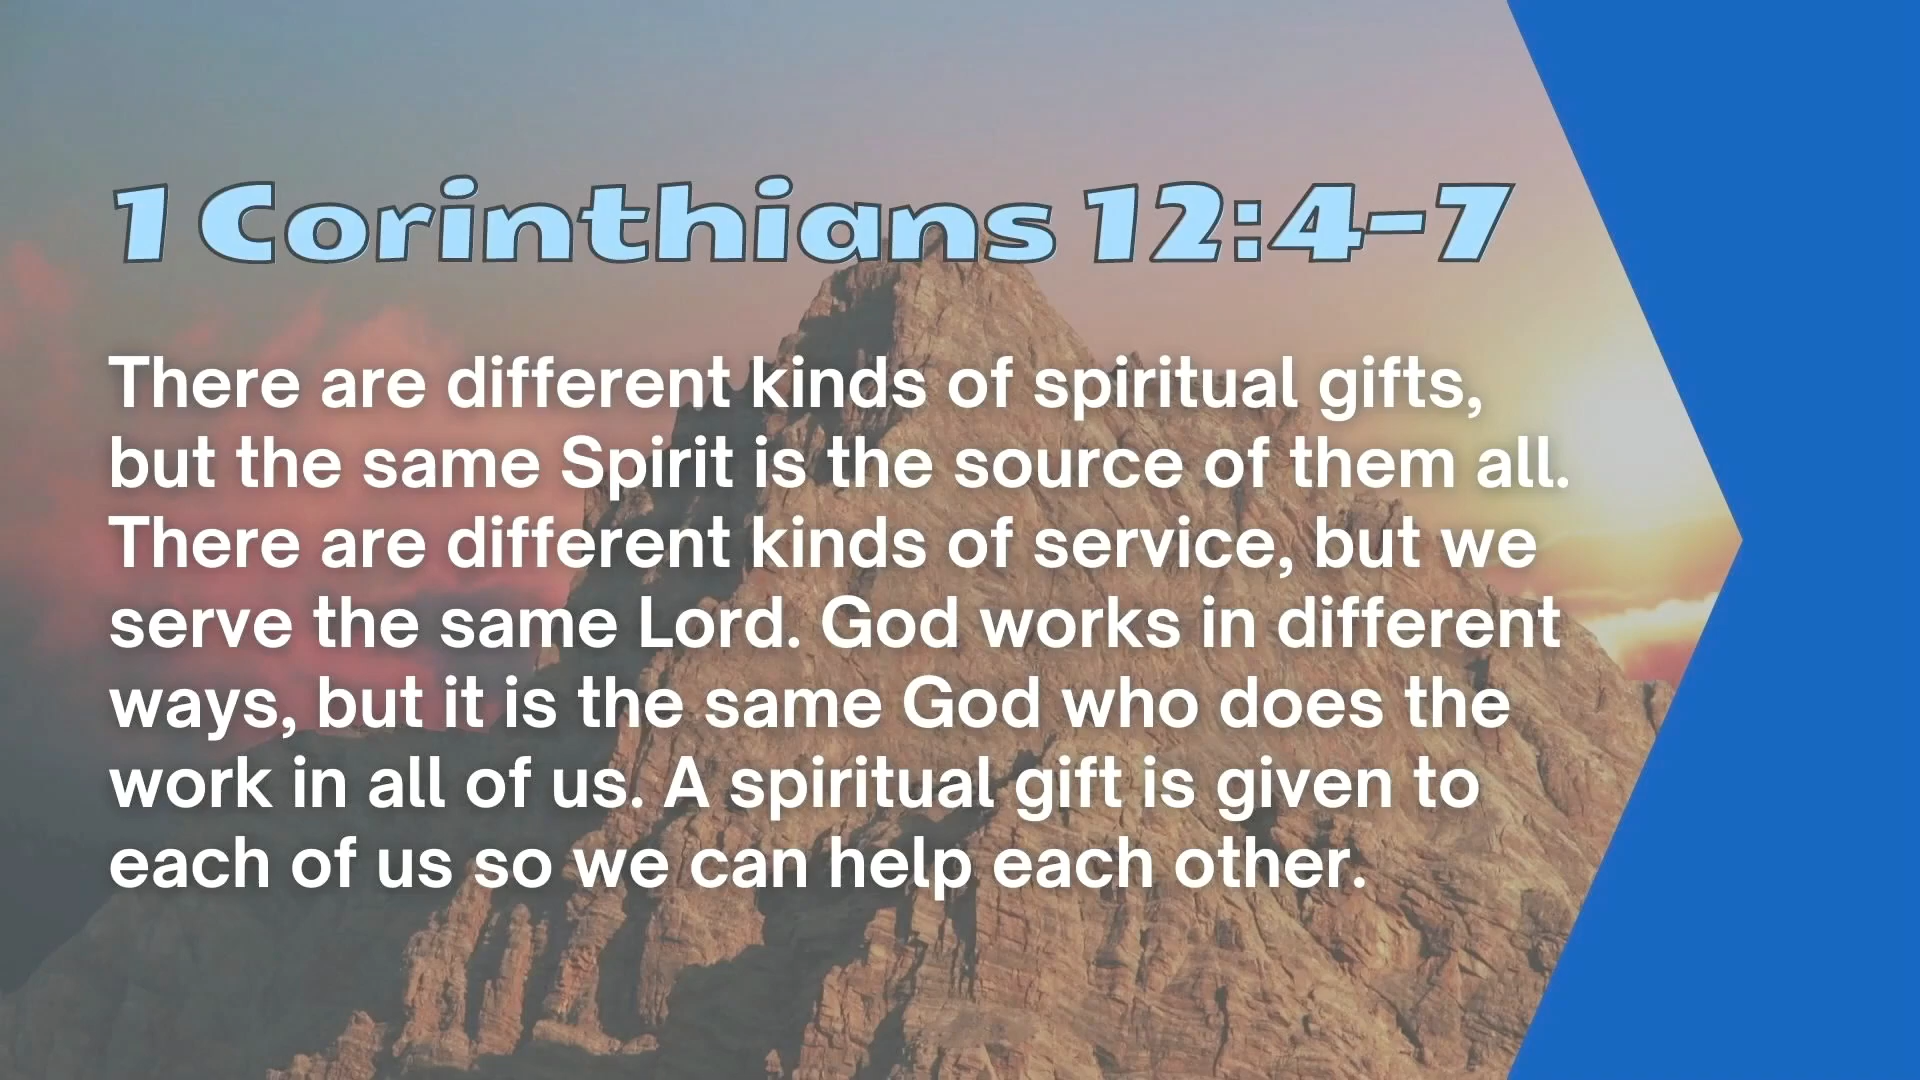 1 Corinthians 12:4-7
There are different kinds of spiritual gifts,
but the same Spirit is the source of them all.
There are different kinds of service, but we
serve the same Lord. God works in different
ways, but it is the same God who does the
work in all of us. A spiritual gift is given to
each of us so we can help each other.